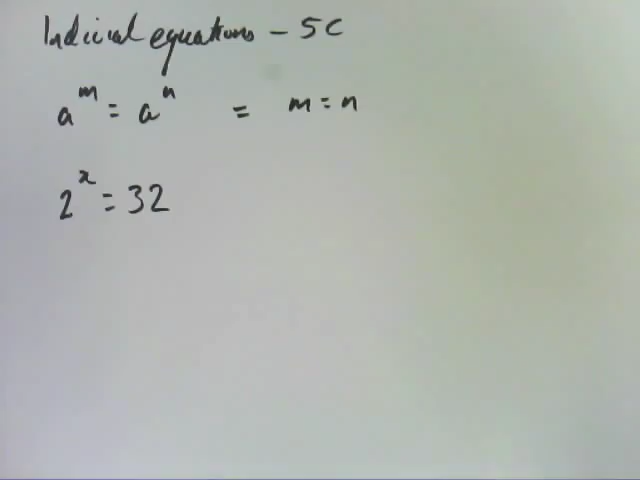 Indicial equations - 5C
a^m = a^n = m = n
2^x = 32